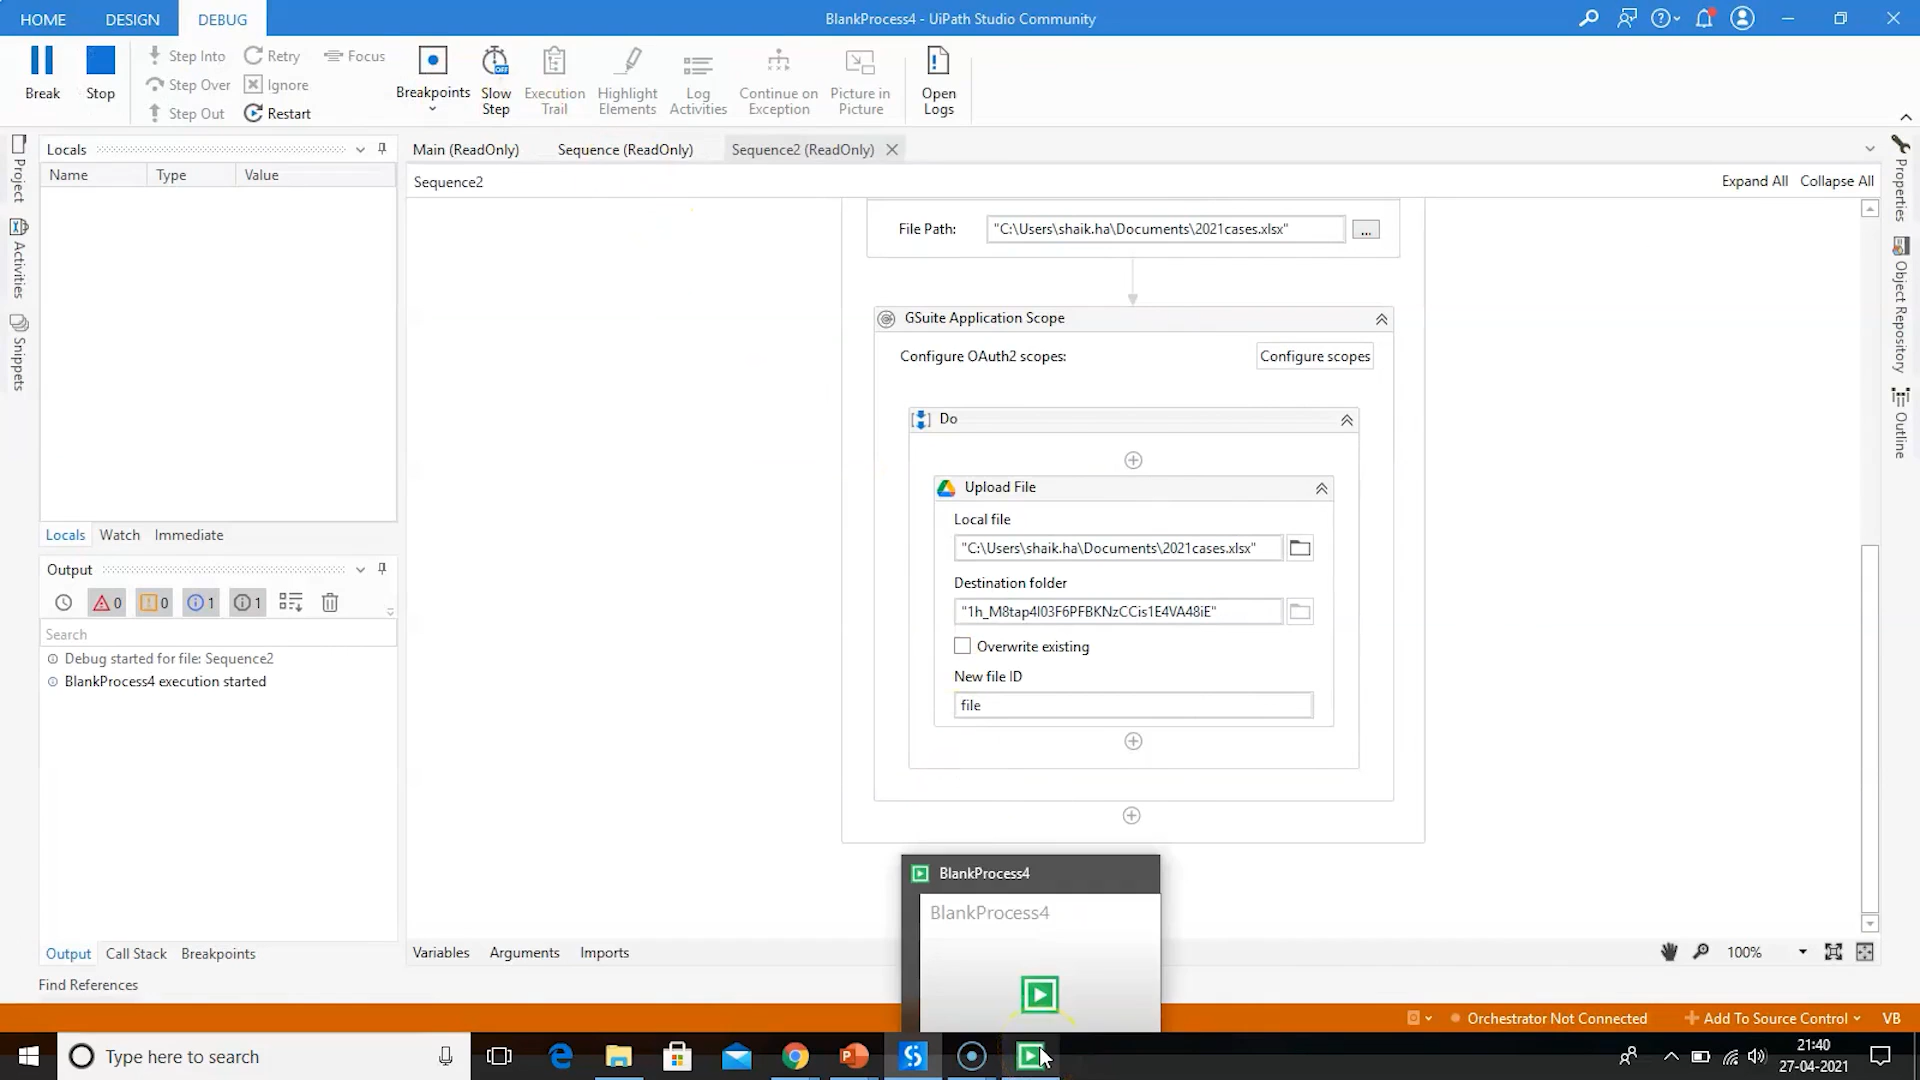 HOME DESIGN DEBUG BlankProcess4 - UiPath Studio Community
Break Stop
Step Into Retry Focus
Step Over Ignore
Step Out Restart
Breakpoints
Slow Step
Execution Trail
Highlight Elements
Log Activities
Continue on Exception
Picture in Picture
Open Logs
Project
Activities
Snippets
Locals
Name Type Value
Locals Watch Immediate
Output
0 0 1 1
Search
Debug started for file: Sequence2
BlankProcess4 execution started
Output Call Stack Breakpoints
Find References
Main (ReadOnly) Sequence (ReadOnly) Sequence2 (ReadOnly)
Sequence2 Expand All Collapse All
File Path: "C:\Users\shaik.ha\Documents\2021cases.xlsx" ...
GSuite Application Scope
Configure OAuth2 scopes: Configure scopes
Do
Upload File
Local file
"C:\Users\shaik.ha\Documents\2021cases.xlsx"
Destination folder
"1h_M8tap4l03F6PFBKNzCCis1E4VA48iE"
Overwrite existing
New file ID
file
Variables Arguments Imports 100%
Properties
Object Repository
Outline
BlankProcess4
BlankProcess4
Orchestrator Not Connected Add To Source Control VB
Type here to search
21:40
27-04-2021